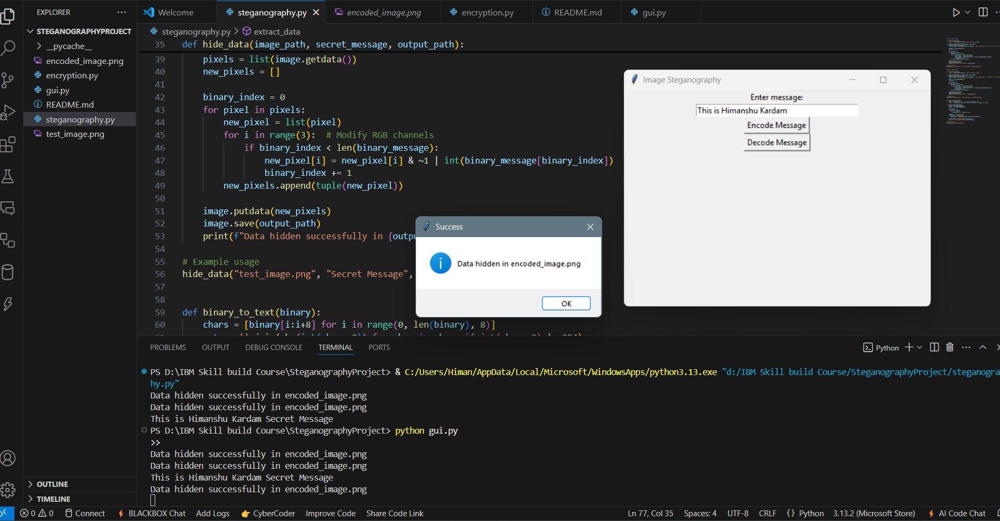 EXPLORER
STEGANOGRAPHYPROJECT
__pycache__
encoded_image.png
encryption.py
gui.py
README.md
steganography.py
test_image.png
OUTLINE
TIMELINE
Welcome
steganography.py
encoded_image.png
encryption.py
README.md
gui.py
steganography.py > extract_data
35 def hide_data(image_path, secret_message, output_path):
39 pixels = list(image.getdata())
40 new_pixels = []
41
42 binary_index = 0
43 for pixel in pixels:
44 new_pixel = list(pixel)
45 for i in range(3):  # Modify RGB channels
46 if binary_index < len(binary_message):
47 new_pixel[i] = new_pixel[i] & ~1 | int(binary_message[binary_index])
48 binary_index += 1
49 new_pixels.append(tuple(new_pixel))
50
51 image.putdata(new_pixels)
52 image.save(output_path)
53 print(f"Data hidden successfully in {outpu
54
55 # Example usage
56 hide_data("test_image.png", "Secret Message",
57
58
59 def binary_to_text(binary):
60 chars = [binary[i:i+8] for i in range(0, len(binary), 8)]
Image Steganography
Enter message:
This is Himanshu Kardam
Encode Message
Decode Message
Success
Data hidden in encoded_image.png
OK
PROBLEMS OUTPUT DEBUG CONSOLE TERMINAL PORTS
Python
PS D:\IBM Skill build Course\SteganographyProject> & C:/Users/Himan/AppData/Local/Microsoft/WindowsApps/python3.13.exe "d:/IBM Skill build Course/SteganographyProject/steganograp
hy.py"
Data hidden successfully in encoded_image.png
Data hidden successfully in encoded_image.png
This is Himanshu Kardam Secret Message
PS D:\IBM Skill build Course\SteganographyProject> python gui.py
>>
Data hidden successfully in encoded_image.png
Data hidden successfully in encoded_image.png
This is Himanshu Kardam Secret Message
Data hidden successfully in encoded_image.png
0 0 Connect BLACKBOX Chat Add Logs CyberCoder Improve Code Share Code Link Ln 77, Col 35 Spaces: 4 UTF-8 CRLF {} Python 3.13.2 (Microsoft Store) AI Code Chat